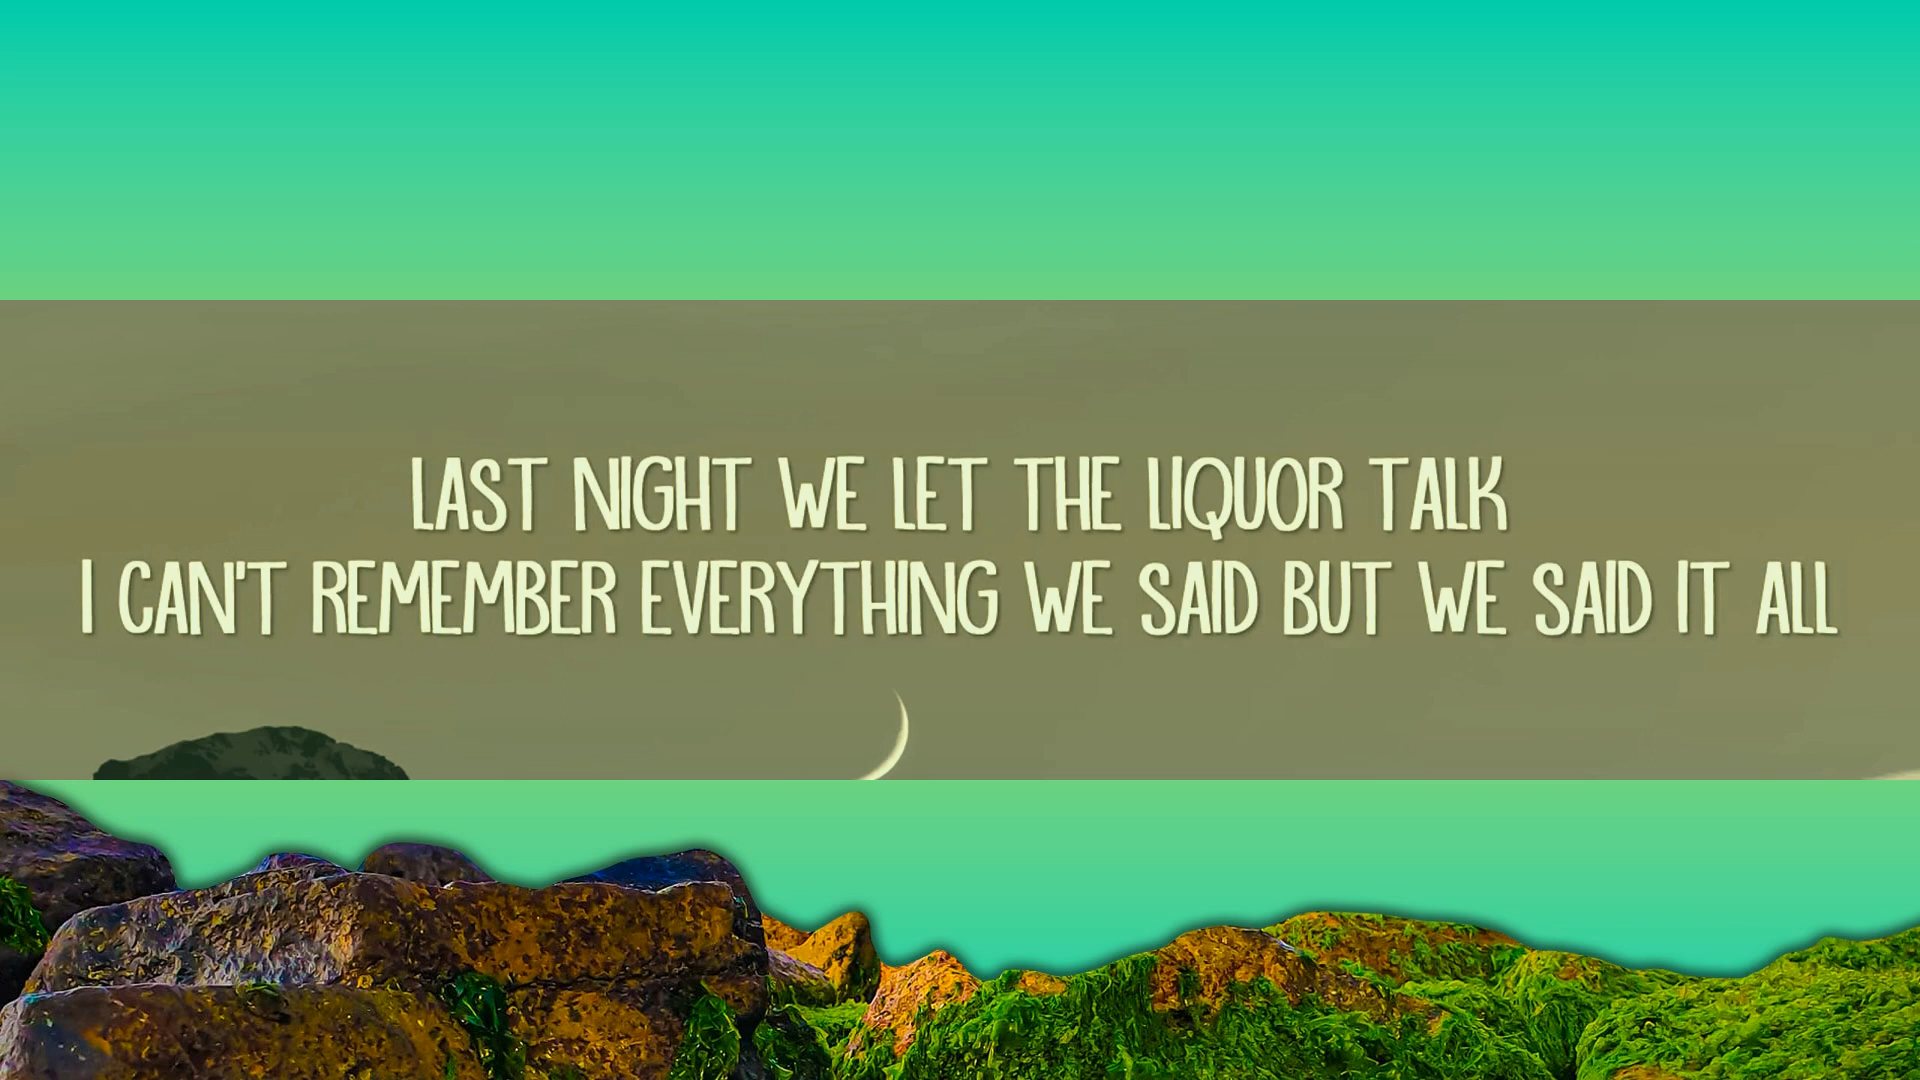 LAST NIGHT WE LET THE LIQUOR TALK
I CAN'T REMEMBER EVERYTHING WE SAID BUT WE SAID IT ALL